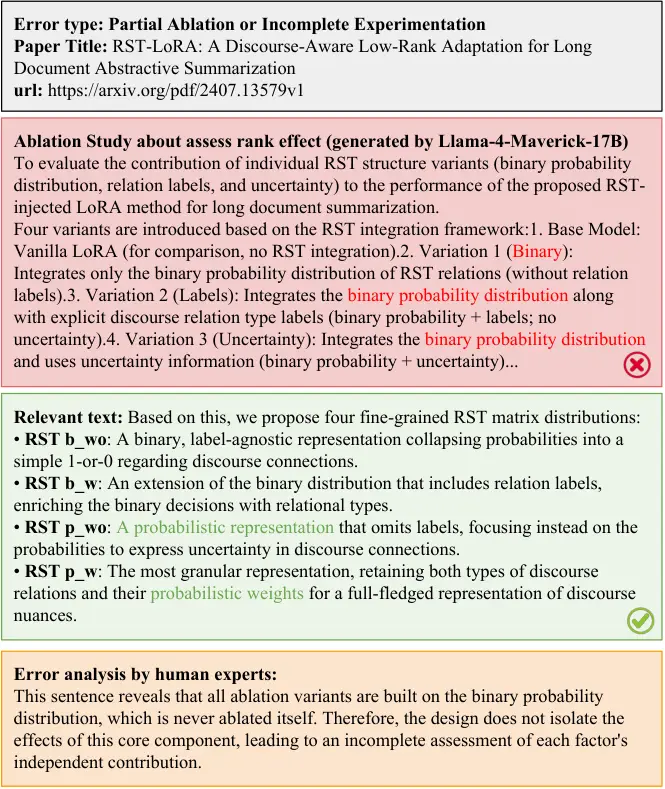 Error type: Partial Ablation or Incomplete Experimentation
Paper Title: RST-LoRA: A Discourse-Aware Low-Rank Adaptation for Long
Document Abstractive Summarization
url: https://arxiv.org/pdf/2407.13579v1
Ablation Study about assess rank effect (generated by Llama-4-Maverick-17B)
To evaluate the contribution of individual RST structure variants (binary probability
distribution, relation labels, and uncertainty) to the performance of the proposed RST-
injected LoRA method for long document summarization.
Four variants are introduced based on the RST integration framework:1. Base Model:
Vanilla LoRA (for comparison, no RST integration).2. Variation 1 (Binary):
Integrates only the binary probability distribution of RST relations (without relation
labels).3. Variation 2 (Labels): Integrates the binary probability distribution along
with explicit discourse relation type labels (binary probability + labels; no
uncertainty).4. Variation 3 (Uncertainty): Integrates the binary probability distribution
and uses uncertainty information (binary probability + uncertainty)...
Relevant text: Based on this, we propose four fine-grained RST matrix distributions:
• RST b_wo: A binary, label-agnostic representation collapsing probabilities into a
simple 1-or-0 regarding discourse connections.
• RST b_w: An extension of the binary distribution that includes relation labels,
enriching the binary decisions with relational types.
• RST p_wo: A probabilistic representation that omits labels, focusing instead on the
probabilities to express uncertainty in discourse connections.
• RST p_w: The most granular representation, retaining both types of discourse
relations and their probabilistic weights for a full-fledged representation of discourse
nuances.
Error analysis by human experts:
This sentence reveals that all ablation variants are built on the binary probability
distribution, which is never ablated itself. Therefore, the design does not isolate the
effects of this core component, leading to an incomplete assessment of each factor's
independent contribution.